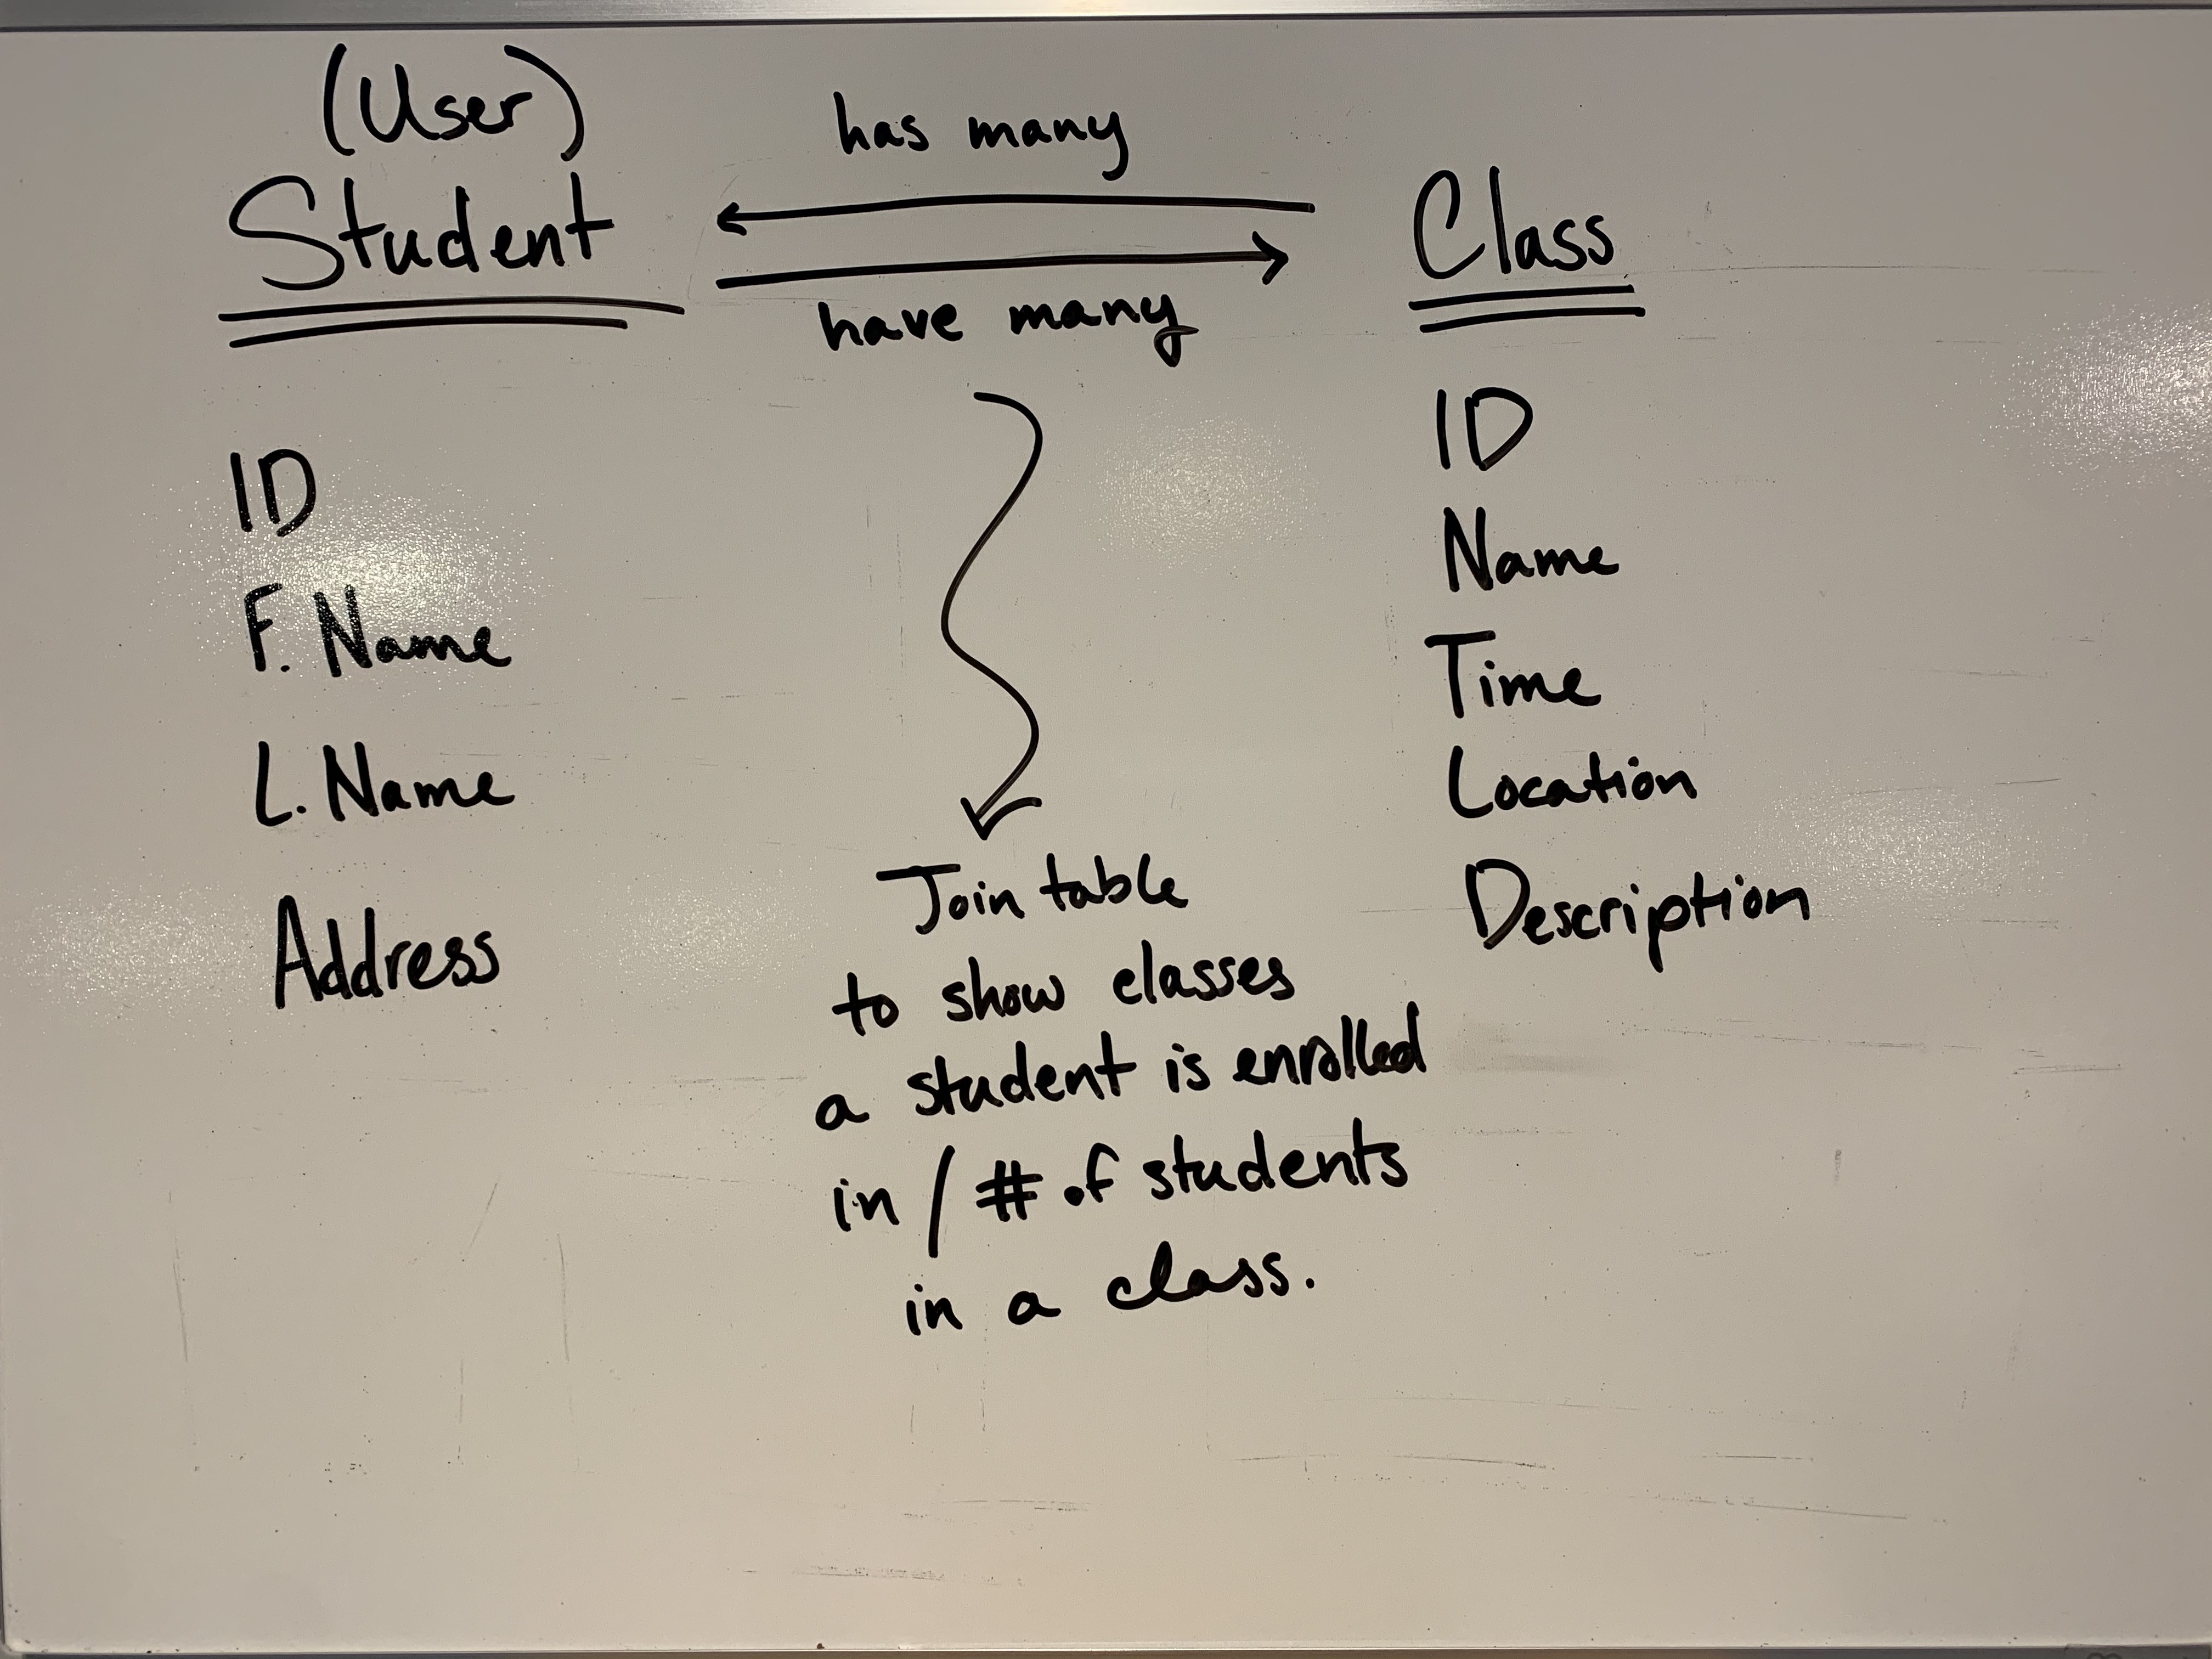 (User)
Student
has many
have many
Class
ID
F. Name
L. Name
Address
Join table
to show classes
a student is enrolled
in / # of students
in a class.
ID
Name
Time
Location
Description